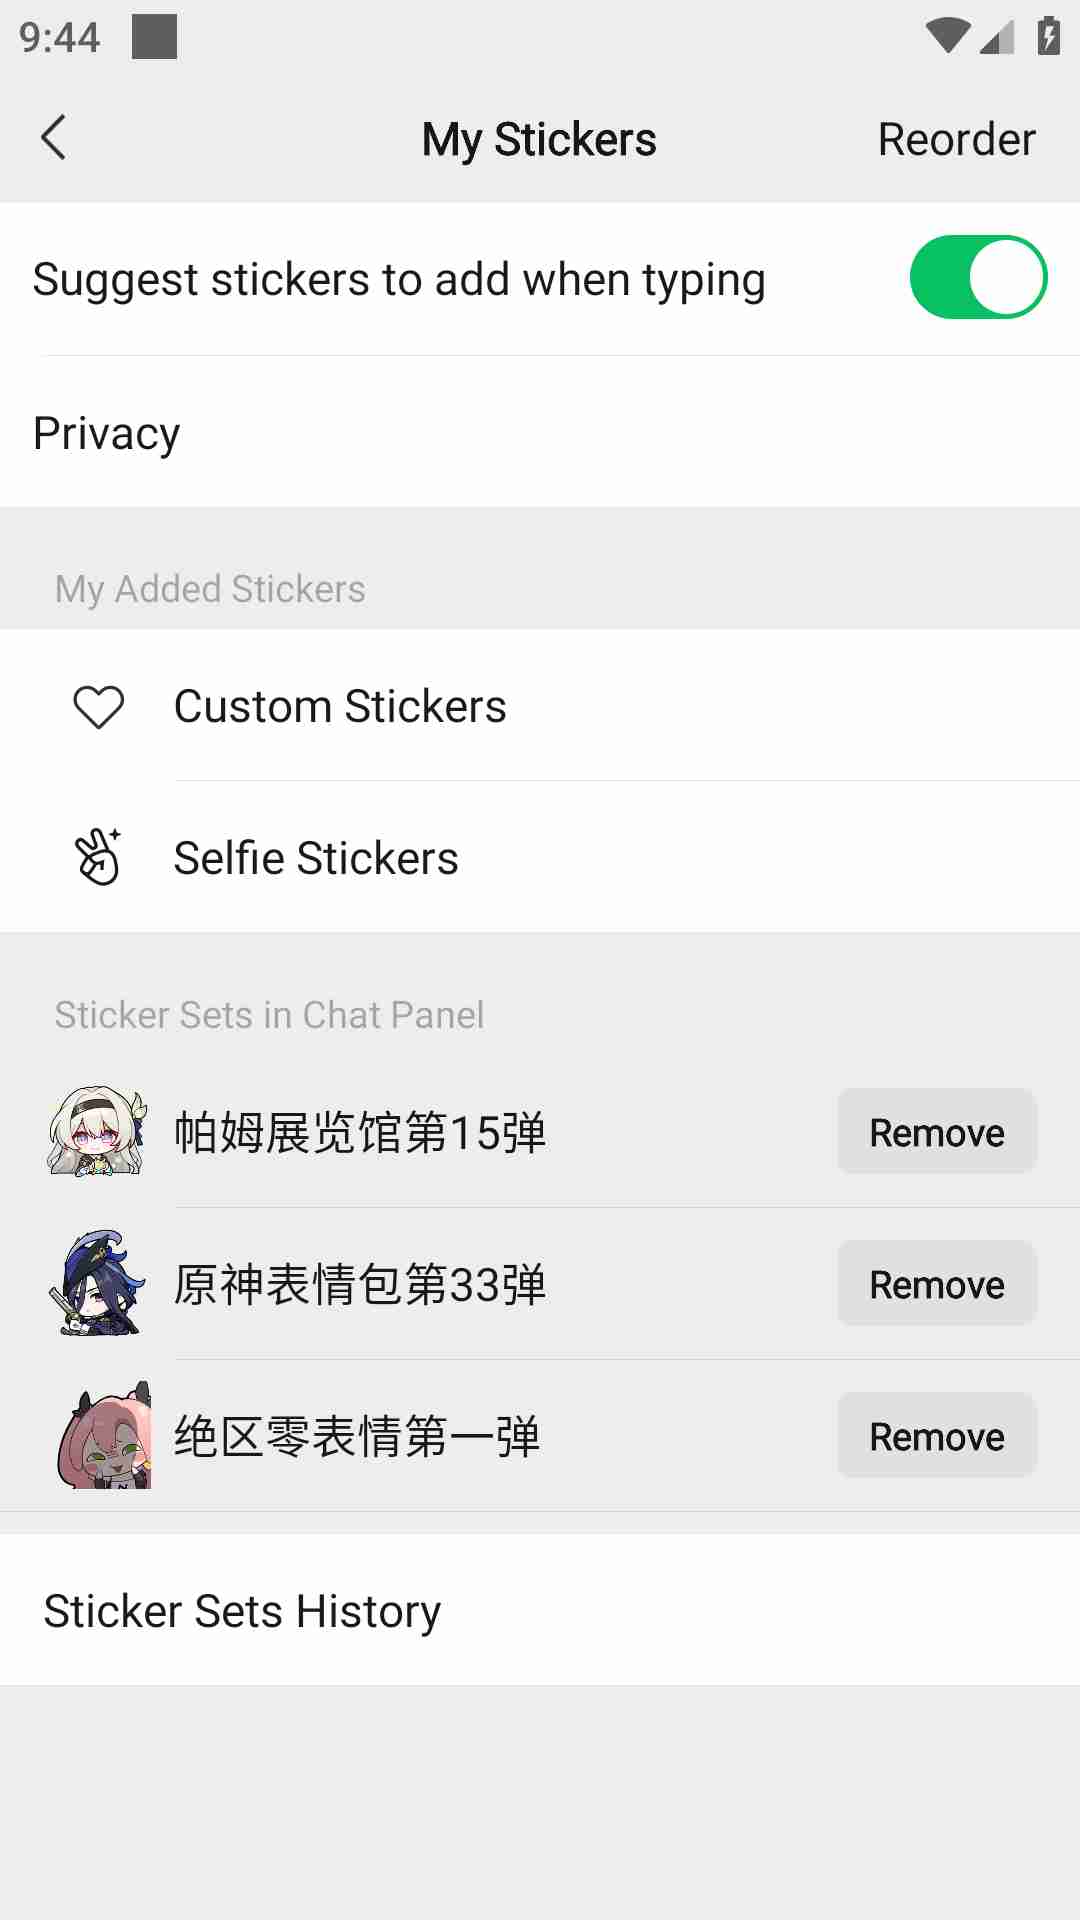 9:44
My Stickers
Reorder
Suggest stickers to add when typing
Privacy
My Added Stickers
Custom Stickers
Selfie Stickers
Sticker Sets in Chat Panel
帕姆展览馆第15弹
Remove
原神表情包第33弹
Remove
绝区零表情第一弹
Remove
Sticker Sets History